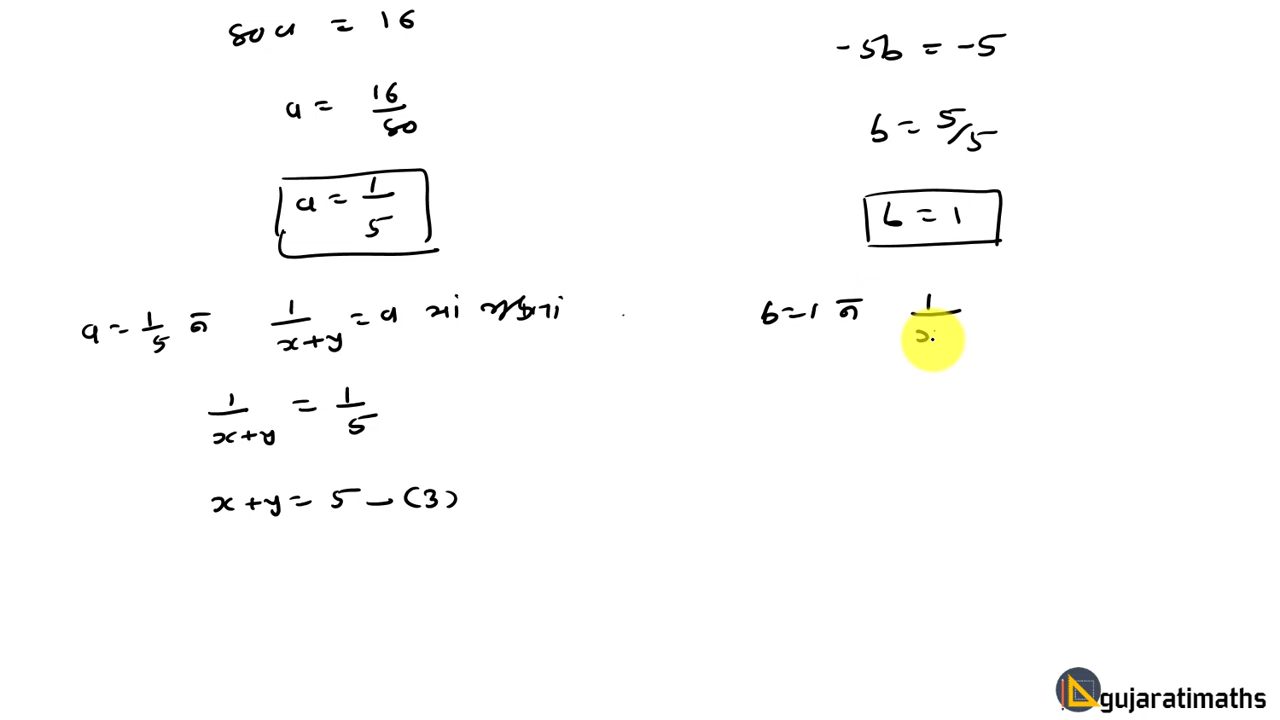 80a = 16
a = 16/80
a = 1/5
a = 1/5 ને 1/(x+y) = a માં મુકતાં
1/(x+y) = 1/5
x + y = 5 – (3)
-5b = -5
b = 5/5
b = 1
b = 1 ને 1/x
gujaratimaths